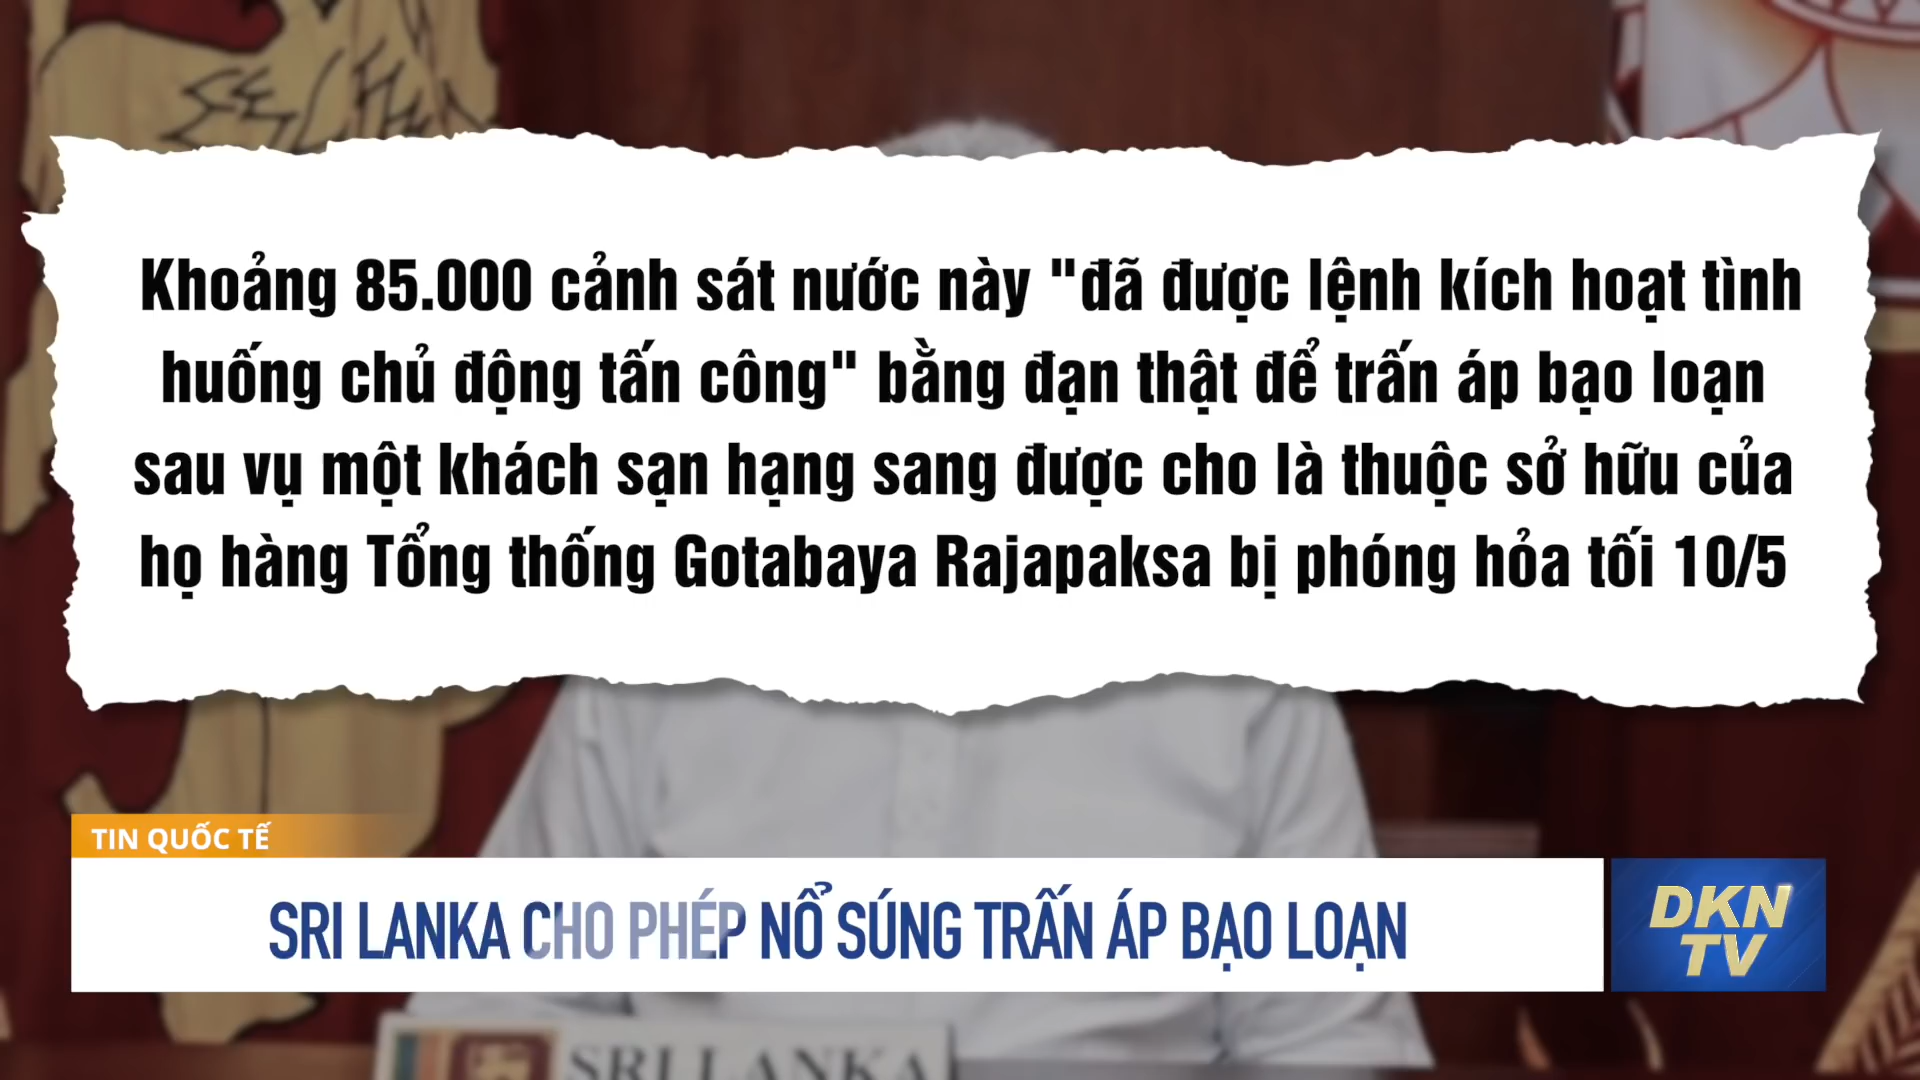 Khoảng 85.000 cảnh sát nước này "đã được lệnh kích hoạt tình
huống chủ động tấn công" bằng đạn thật để trấn áp bạo loạn
sau vụ một khách sạn hạng sang được cho là thuộc sở hữu của
họ hàng Tổng thống Gotabaya Rajapaksa bị phóng hỏa tối 10/5
TIN QUỐC TẾ
SRI LANKA CHO PHÉP NỔ SÚNG TRẤN ÁP BẠO LOẠN
DKN
TV
SRI LANKA